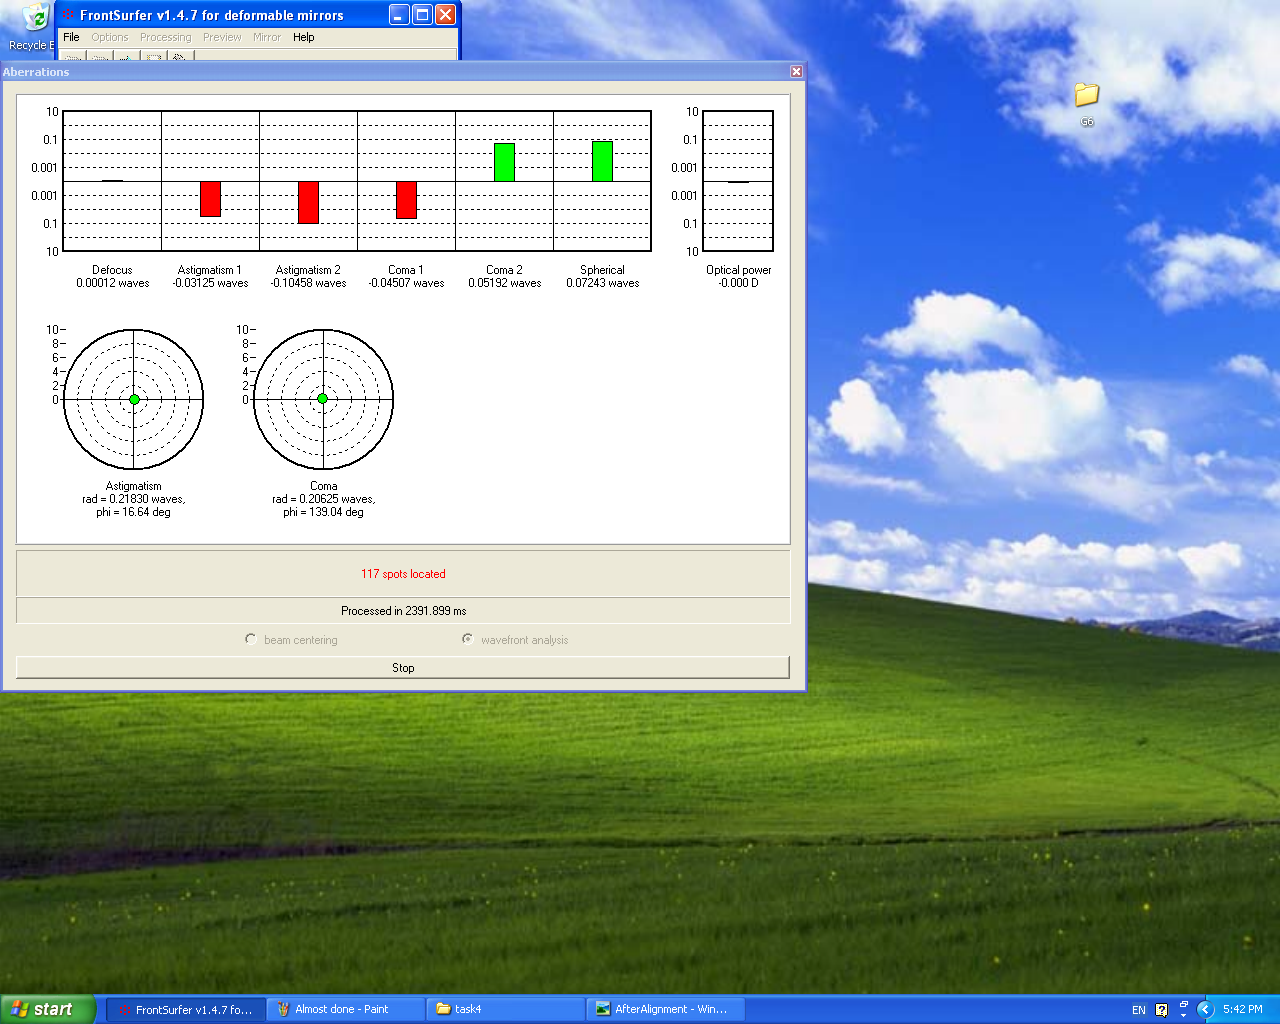 Recycle B
FrontSurfer v1.4.7 for deformable mirrors
File Options Processing Preview Mirror Help
Aberrations
10
0.1
0.001
0.001
0.1
10
Defocus
0.00012 waves
Astigmatism 1
-0.03125 waves
Astigmatism 2
-0.10458 waves
Coma 1
-0.04507 waves
Coma 2
0.05192 waves
Spherical
0.07243 waves
10
0.1
0.001
0.001
0.1
10
Optical power
-0.000 D
10
8
6
4
2
0
Astigmatism
rad = 0.21830 waves,
phi = 16.64 deg
10
8
6
4
2
0
Coma
rad = 0.20625 waves,
phi = 139.04 deg
117 spots located
Processed in 2391.899 ms
beam centering
wavefront analysis
Stop
G6
start
FrontSurfer v1.4.7 fo...
Almost done - Paint
task4
AfterAlignment - Win...
EN
5:42 PM